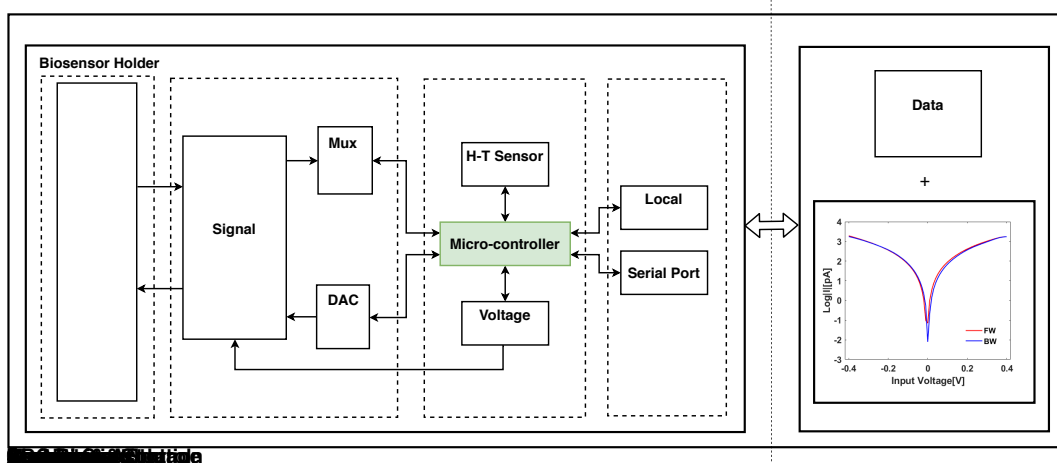 Biosensor Holder
Mux
H-T Sensor
Data
Signal
Local
Micro-controller
Serial Port
DAC
Voltage
+
4
3
2
1
0
-1
-2
-3
Log|I|[pA]
FW
BW
-0.4
-0.2
0
0.2
0.4
Input Voltage[V]